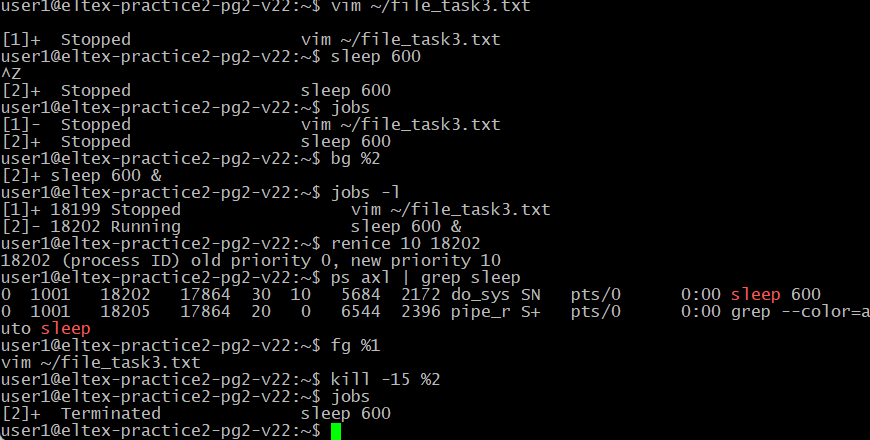 user1@eltex-practice2-pg2-v22:~$ vim ~/file_task3.txt
[1]+  Stopped                 vim ~/file_task3.txt
user1@eltex-practice2-pg2-v22:~$ sleep 600
^Z
[2]+  Stopped                 sleep 600
user1@eltex-practice2-pg2-v22:~$ jobs
[1]-  Stopped                 vim ~/file_task3.txt
[2]+  Stopped                 sleep 600
user1@eltex-practice2-pg2-v22:~$ bg %2
[2]+ sleep 600 &
user1@eltex-practice2-pg2-v22:~$ jobs -l
[1]+ 18199 Stopped                 vim ~/file_task3.txt
[2]- 18202 Running                 sleep 600 &
user1@eltex-practice2-pg2-v22:~$ renice 10 18202
18202 (process ID) old priority 0, new priority 10
user1@eltex-practice2-pg2-v22:~$ ps axl | grep sleep
0  1001   18202   17864  30  10   5684  2172 do_sys SN   pts/0      0:00 sleep 600
0  1001   18205   17864  20   0   6544  2396 pipe_r S+   pts/0      0:00 grep --color=a
uto sleep
user1@eltex-practice2-pg2-v22:~$ fg %1
vim ~/file_task3.txt
user1@eltex-practice2-pg2-v22:~$ kill -15 %2
user1@eltex-practice2-pg2-v22:~$ jobs
[2]+  Terminated              sleep 600
user1@eltex-practice2-pg2-v22:~$